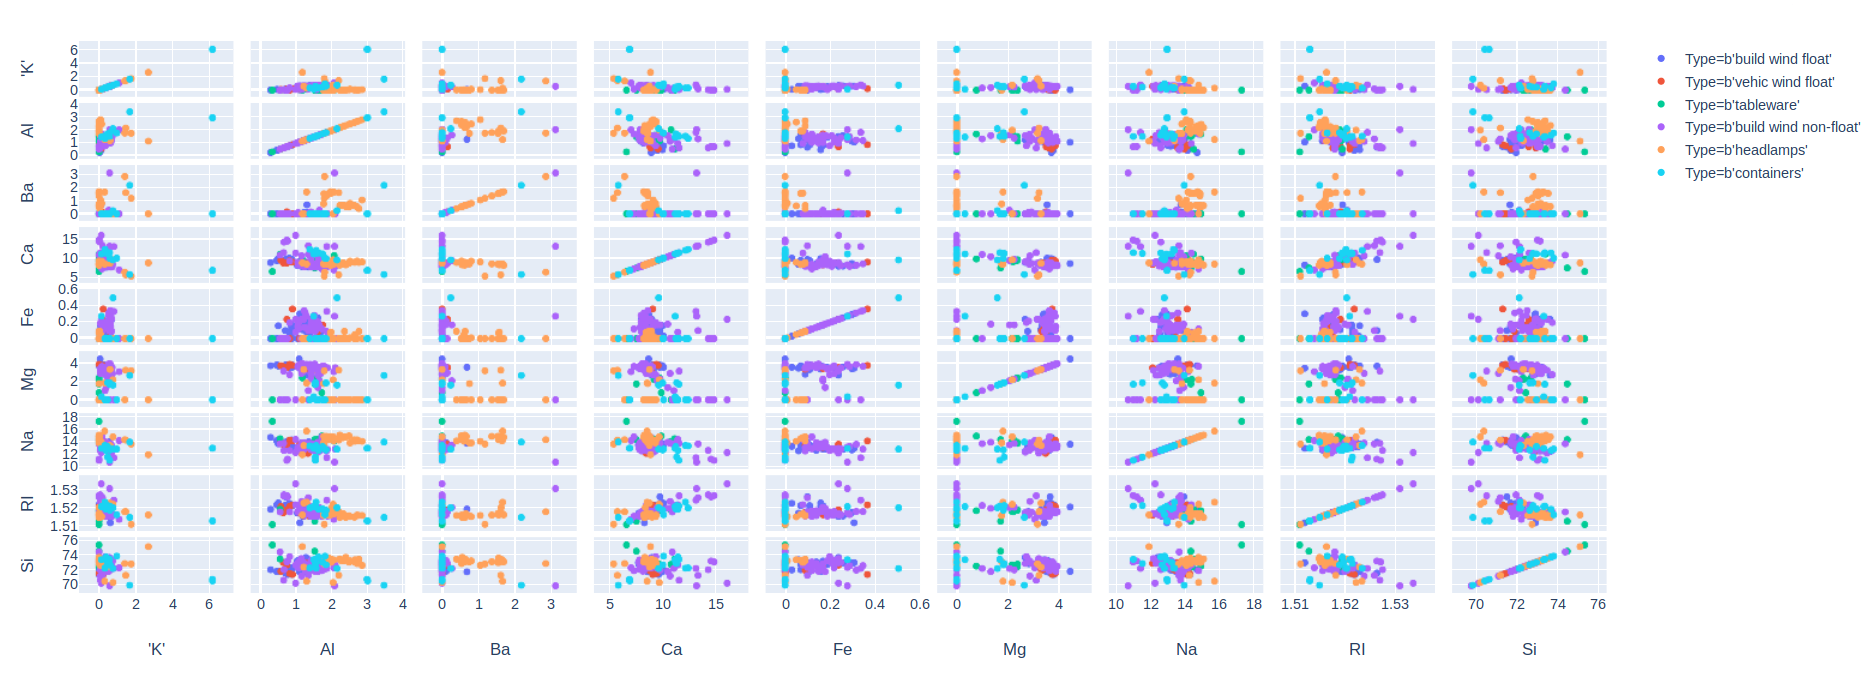 'K'
6
4
2
0
Type=b'build wind float'
Type=b'vehic wind float'
Type=b'tableware'
Type=b'build wind non-float'
Type=b'headlamps'
Type=b'containers'
Al
4
3
2
1
0
Ba
3
2
1
0
Ca
15
10
5
Fe
0.6
0.4
0.2
0
Mg
4
2
0
Na
18
16
14
12
10
RI
1.53
1.52
1.51
Si
76
74
72
70
0 2 4 6 0 1 2 3 4 0 1 2 3 5 10 15 0 0.2 0.4 0.6 0 2 4 10 12 14 16 18 1.51 1.52 1.53 70 72 74 76
'K' Al Ba Ca Fe Mg Na RI Si